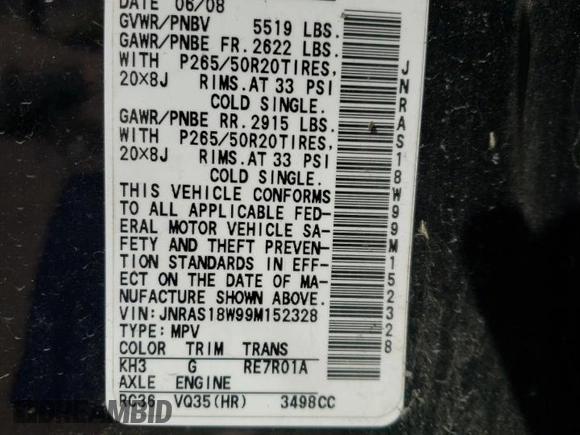 DATE 06/08
GVWR/PNBV 5519 LBS.
GAWR/PNBE FR. 2622 LBS.
WITH P265/50R20TIRES,
20×8J RIMS.AT 33 PSI
COLD SINGLE.
GAWR/PNBE RR. 2915 LBS.
WITH P265/50R20TIRES,
20×8J RIMS.AT 33 PSI
COLD SINGLE.
THIS VEHICLE CONFORMS
TO ALL APPLICABLE FED-
ERAL MOTOR VEHICLE SA-
FETY AND THEFT PREVEN-
TION STANDARDS IN EFF-
ECT ON THE DATE OF MA-
NUFACTURE SHOWN ABOVE.
VIN:JNRAS18W99M152328
TYPE: MPV
COLOR TRIM TRANS
KH3 G RE7R01A
AXLE ENGINE
RC36 VQ35(HR) 3498CC
JNRAS18W99M152328
12DREAMBID